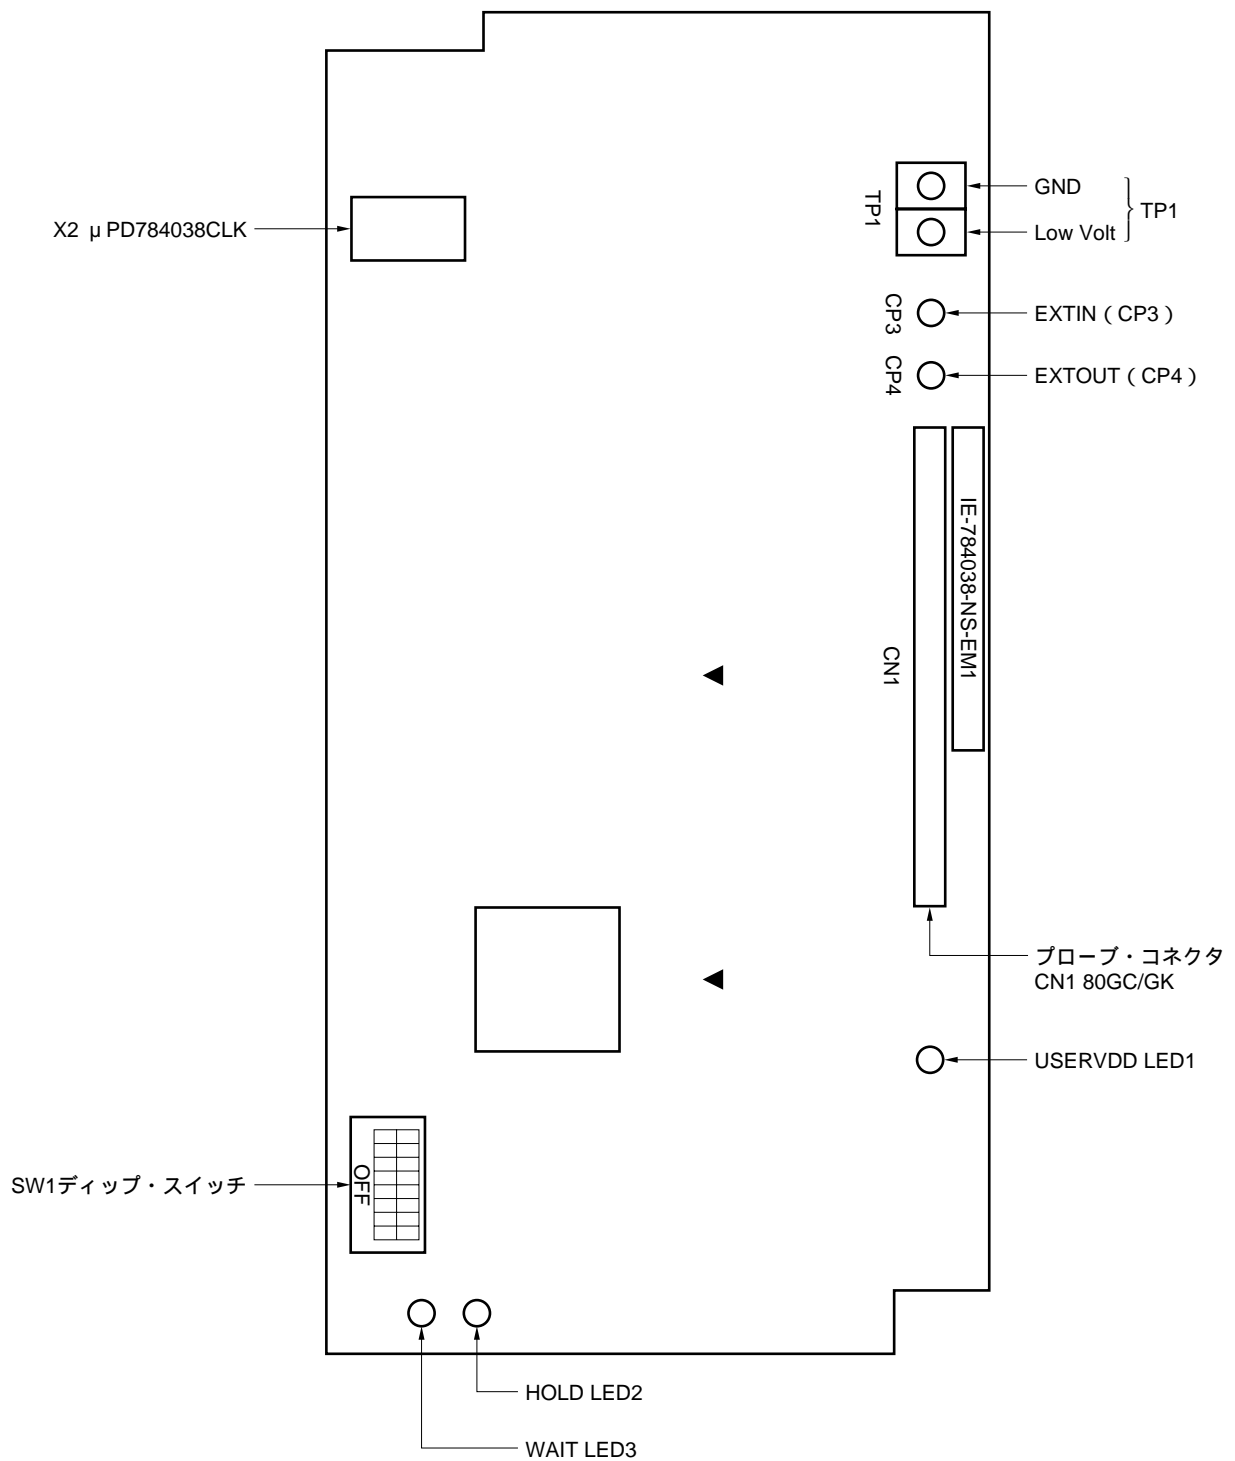 GND
TP1
TP1
X2 μ PD784038CLK
Low Volt
CP3
EXTIN ( CP3 )
CP4
EXTOUT ( CP4 )
IE-784038-NS-EM1
CN1
プローブ・コネクタ
CN1 80GC/GK
USERVDD LED1
SW1ディップ・スイッチ
OFF
HOLD LED2
WAIT LED3